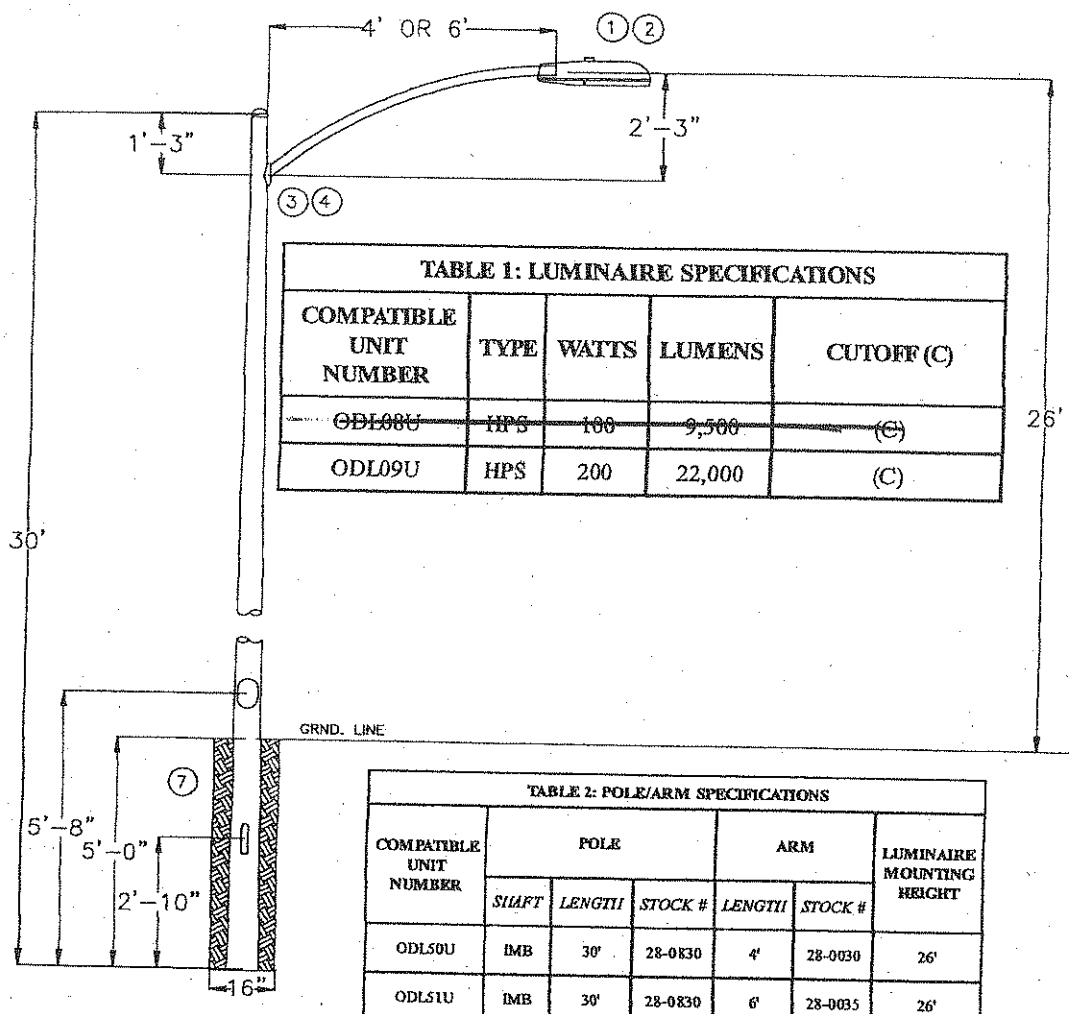 4' OR 6'
1 2
1'-3"
2'-3"
3 4
TABLE 1: LUMINAIRE SPECIFICATIONS
COMPATIBLE UNIT NUMBER TYPE WATTS LUMENS CUTOFF (C)
ODL08U HPS 100 9,500 (C)
ODL09U HPS 200 22,000 (C)
26'
30'
GRND. LINE
7
5'-8"
5'-0"
2'-10"
16"
TABLE 2: POLE/ARM SPECIFICATIONS
COMPATIBLE UNIT NUMBER POLE ARM LUMINAIRE MOUNTING HEIGHT
SHAFT LENGTH STOCK # LENGTH STOCK #
ODL50U IMB 30' 28-0830 4' 28-0030 26'
ODL51U IMB 30' 28-0830 6' 28-0035 26'